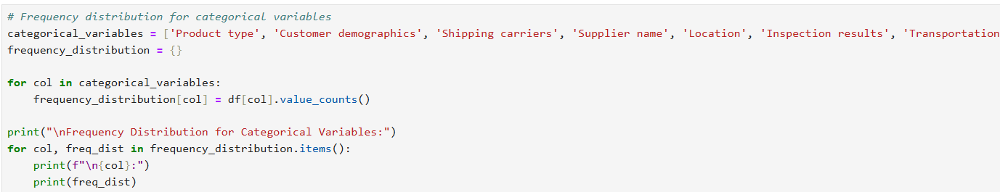 # Frequency distribution for categorical variables
categorical_variables = ['Product type', 'Customer demographics', 'Shipping carriers', 'Supplier name', 'Location', 'Inspection results', 'Transportation
frequency_distribution = {}
for col in categorical_variables:
    frequency_distribution[col] = df[col].value_counts()
print("\nFrequency Distribution for Categorical Variables:")
for col, freq_dist in frequency_distribution.items():
    print(f"\n{col}:")
    print(freq_dist)